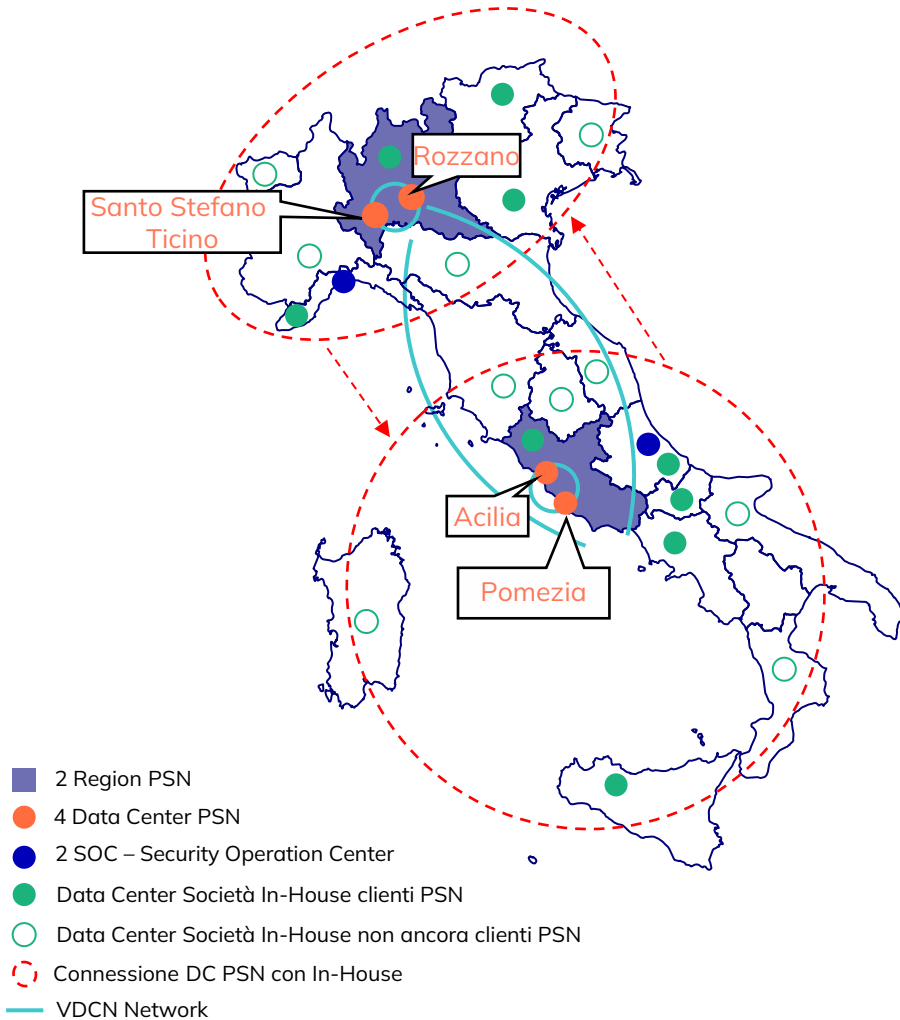 Rozzano
Santo Stefano
Ticino
Acilia
Pomezia
2 Region PSN
4 Data Center PSN
2 SOC – Security Operation Center
Data Center Società In-House clienti PSN
Data Center Società In-House non ancora clienti PSN
Connessione DC PSN con In-House
VDCN Network